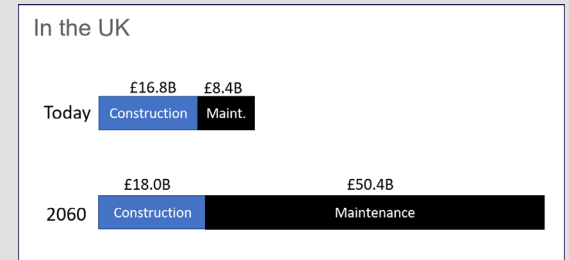 In the UK
£16.8B £8.4B
Today Construction Maint.
£18.0B £50.4B
2060 Construction Maintenance